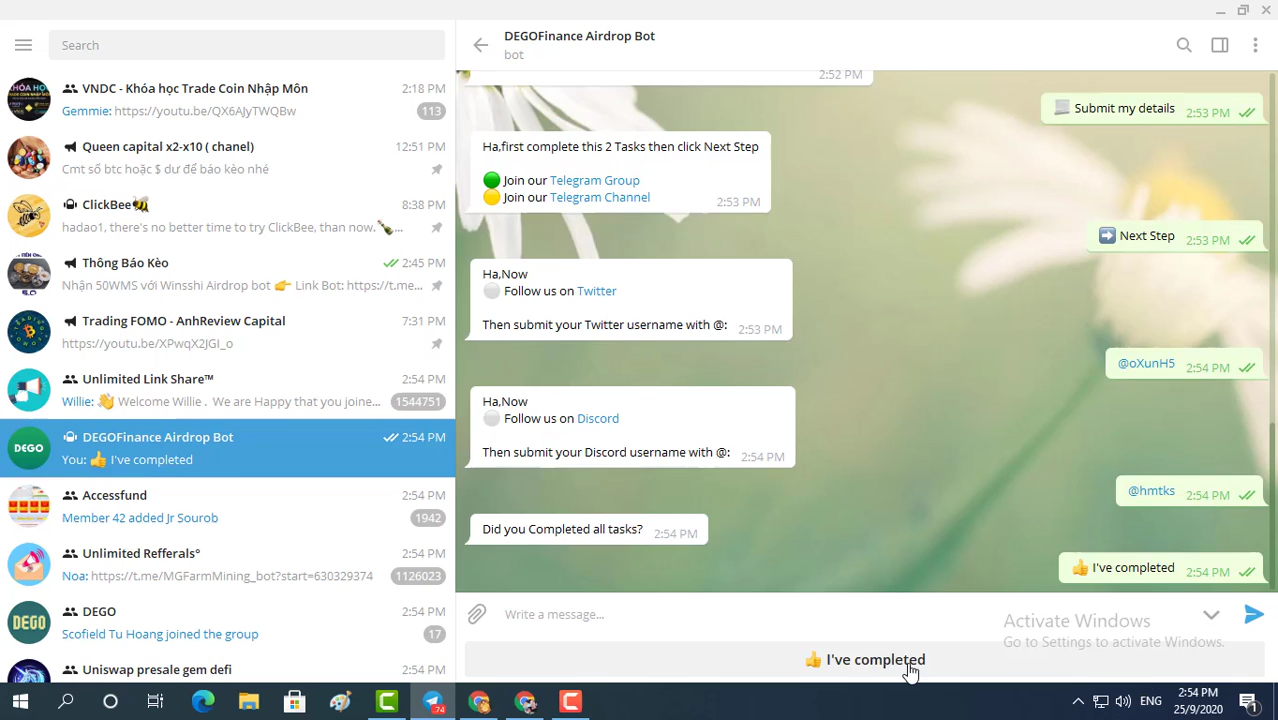 Search
VNDC - Khóa học Trade Coin Nhập Môn 2:18 PM
Gemmie: https://youtu.be/QX6AJyTWQBw 113
Queen capital x2-x10 ( chanel) 12:51 PM
Cmt số btc hoặc $ dư để báo kèo nhé
ClickBee🐝 8:38 PM
hadao1, there's no better time to try ClickBee, than now.🍾...
Thông Báo Kèo 2:45 PM
Nhận 50WMS với Winsshi Airdrop bot 👉 Link Bot: https://t.me...
Trading FOMO - AnhReview Capital 7:31 PM
https://youtu.be/XPwqX2JGI_o
Unlimited Link Share™ 2:54 PM
Willie: 👋 Welcome Willie . We are Happy that you joine... 1544751
DEGO
DEGOFinance Airdrop Bot 2:54 PM
You: 👍 I've completed
Accessfund 2:54 PM
Member 42 added Jr Sourob 1942
Unlimited Refferals° 2:54 PM
Noa: https://t.me/MGFarmMining_bot?start=630329374 1126023
DEGO
DEGO 2:54 PM
Scofield Tu Hoang joined the group 17
Uniswap presale gem defi 2:54 PM
DEGOFinance Airdrop Bot
bot
2:52 PM
Submit my details 2:53 PM
Ha,first complete this 2 Tasks then click Next Step
🟢 Join our Telegram Group
🟡 Join our Telegram Channel 2:53 PM
➡️ Next Step 2:53 PM
Ha,Now
⚪ Follow us on Twitter
Then submit your Twitter username with @: 2:53 PM
@oXunH5 2:54 PM
Ha,Now
⚪ Follow us on Discord
Then submit your Discord username with @: 2:54 PM
@hmtks 2:54 PM
Did you Completed all tasks? 2:54 PM
👍 I've completed 2:54 PM
Write a message...
Activate Windows
Go to Settings to activate Windows.
👍 I've completed
74
ENG
2:54 PM
25/9/2020
1